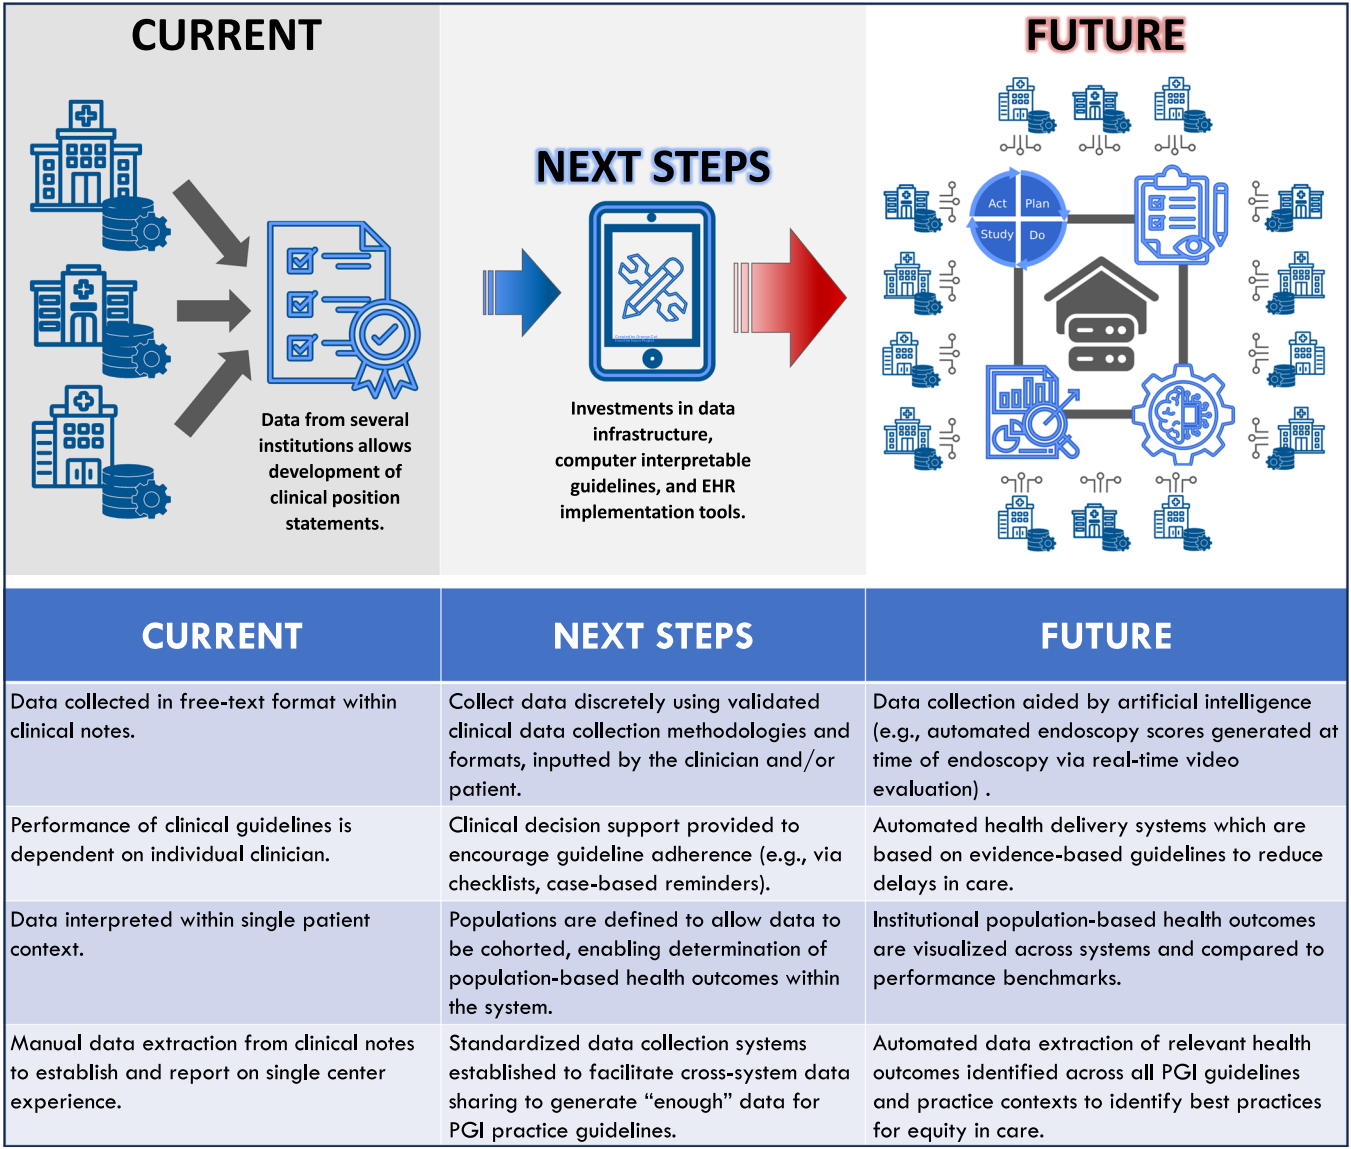 CURRENT
NEXT STEPS
FUTURE
Act
Plan
Study
Do
Data from several
institutions allows
development of
clinical position
statements.
Investments in data
infrastructure,
computer interpretable
guidelines, and EHR
implementation tools.
CURRENT
NEXT STEPS
FUTURE
Data collected in free-text format within
clinical notes.
Collect data discretely using validated
clinical data collection methodologies and
formats, inputted by the clinician and/or
patient.
Data collection aided by artificial intelligence
(e.g., automated endoscopy scores generated at
time of endoscopy via real-time video
evaluation) .
Performance of clinical guidelines is
dependent on individual clinician.
Clinical decision support provided to
encourage guideline adherence (e.g., via
checklists, case-based reminders).
Automated health delivery systems which are
based on evidence-based guidelines to reduce
delays in care.
Data interpreted within single patient
context.
Populations are defined to allow data to
be cohorted, enabling determination of
population-based health outcomes within
the system.
Institutional population-based health outcomes
are visualized across systems and compared to
performance benchmarks.
Manual data extraction from clinical notes
to establish and report on single center
experience.
Standardized data collection systems
established to facilitate cross-system data
sharing to generate “enough” data for
PGI practice guidelines.
Automated data extraction of relevant health
outcomes identified across all PGI guidelines
and practice contexts to identify best practices
for equity in care.